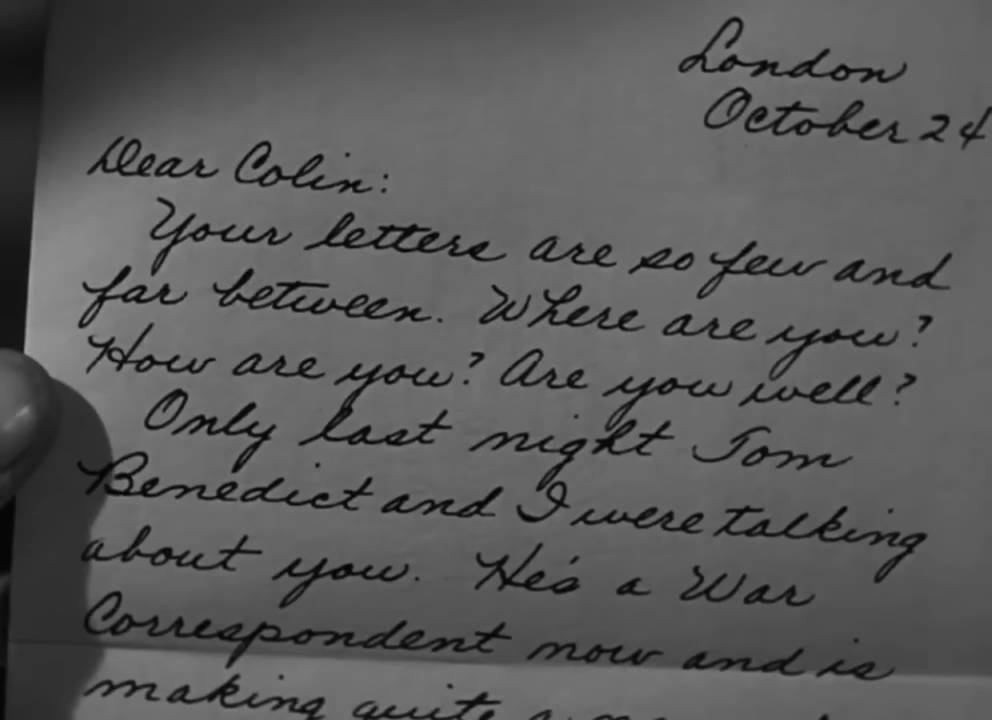 London
October 24
Dear Colin:
Your letters are so few and
far between. Where are you?
How are you? Are you well?
Only last night Tom
Benedict and I were talking
about you. He's a War
Correspondent now and is
making quite a